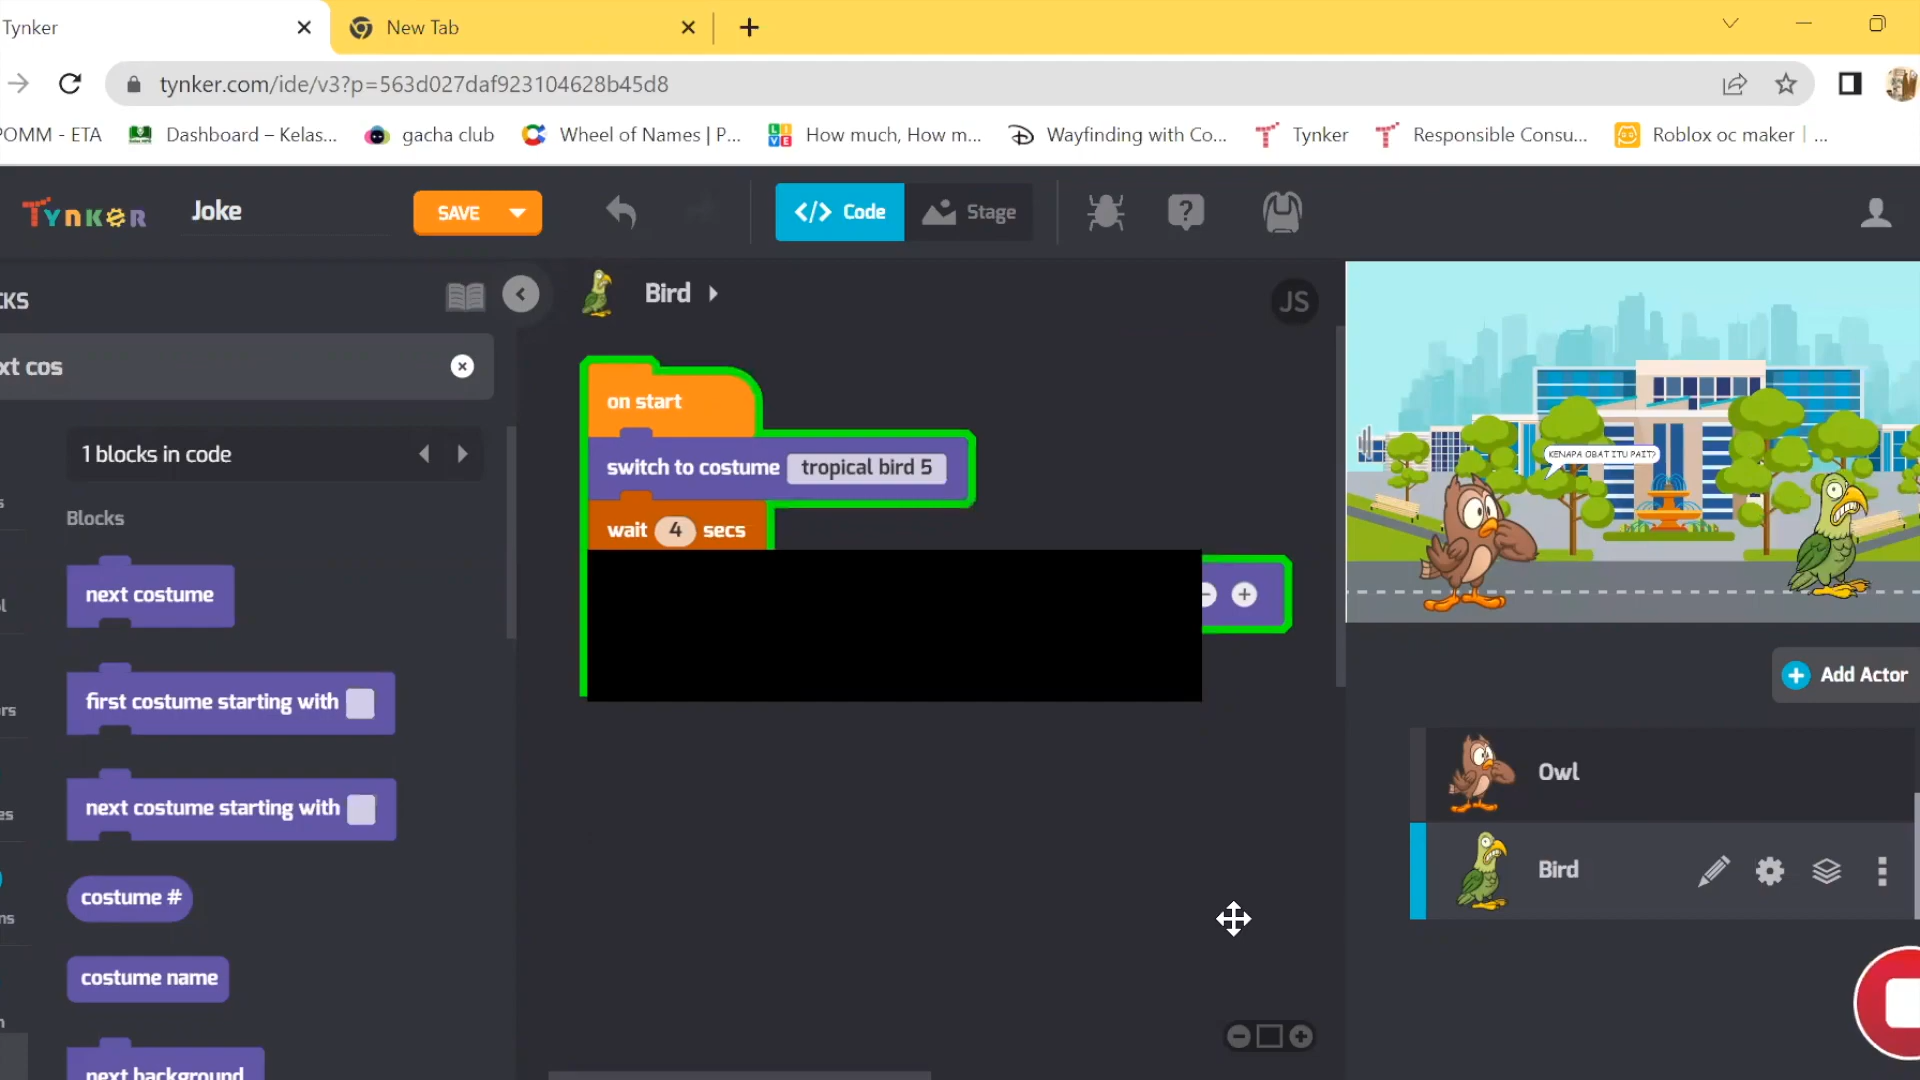 Tynker
New Tab
tynker.com/ide/v3?p=563d027daf923104628b45d8
POMM - ETA
Dashboard – Kelas...
gacha club
Wheel of Names | P...
How much, How m...
Wayfinding with Co...
Tynker
Responsible Consu...
Roblox oc maker | ...
TYNKER
Joke
SAVE
</> Code
Stage
CKS
Bird
JS
xt cos
on start
1 blocks in code
switch to costume tropical bird 5
KENAPA OBAT ITU PAIT?
Blocks
wait 4 secs
next costume
first costume starting with
Add Actor
next costume starting with
Owl
Bird
costume #
costume name
next background